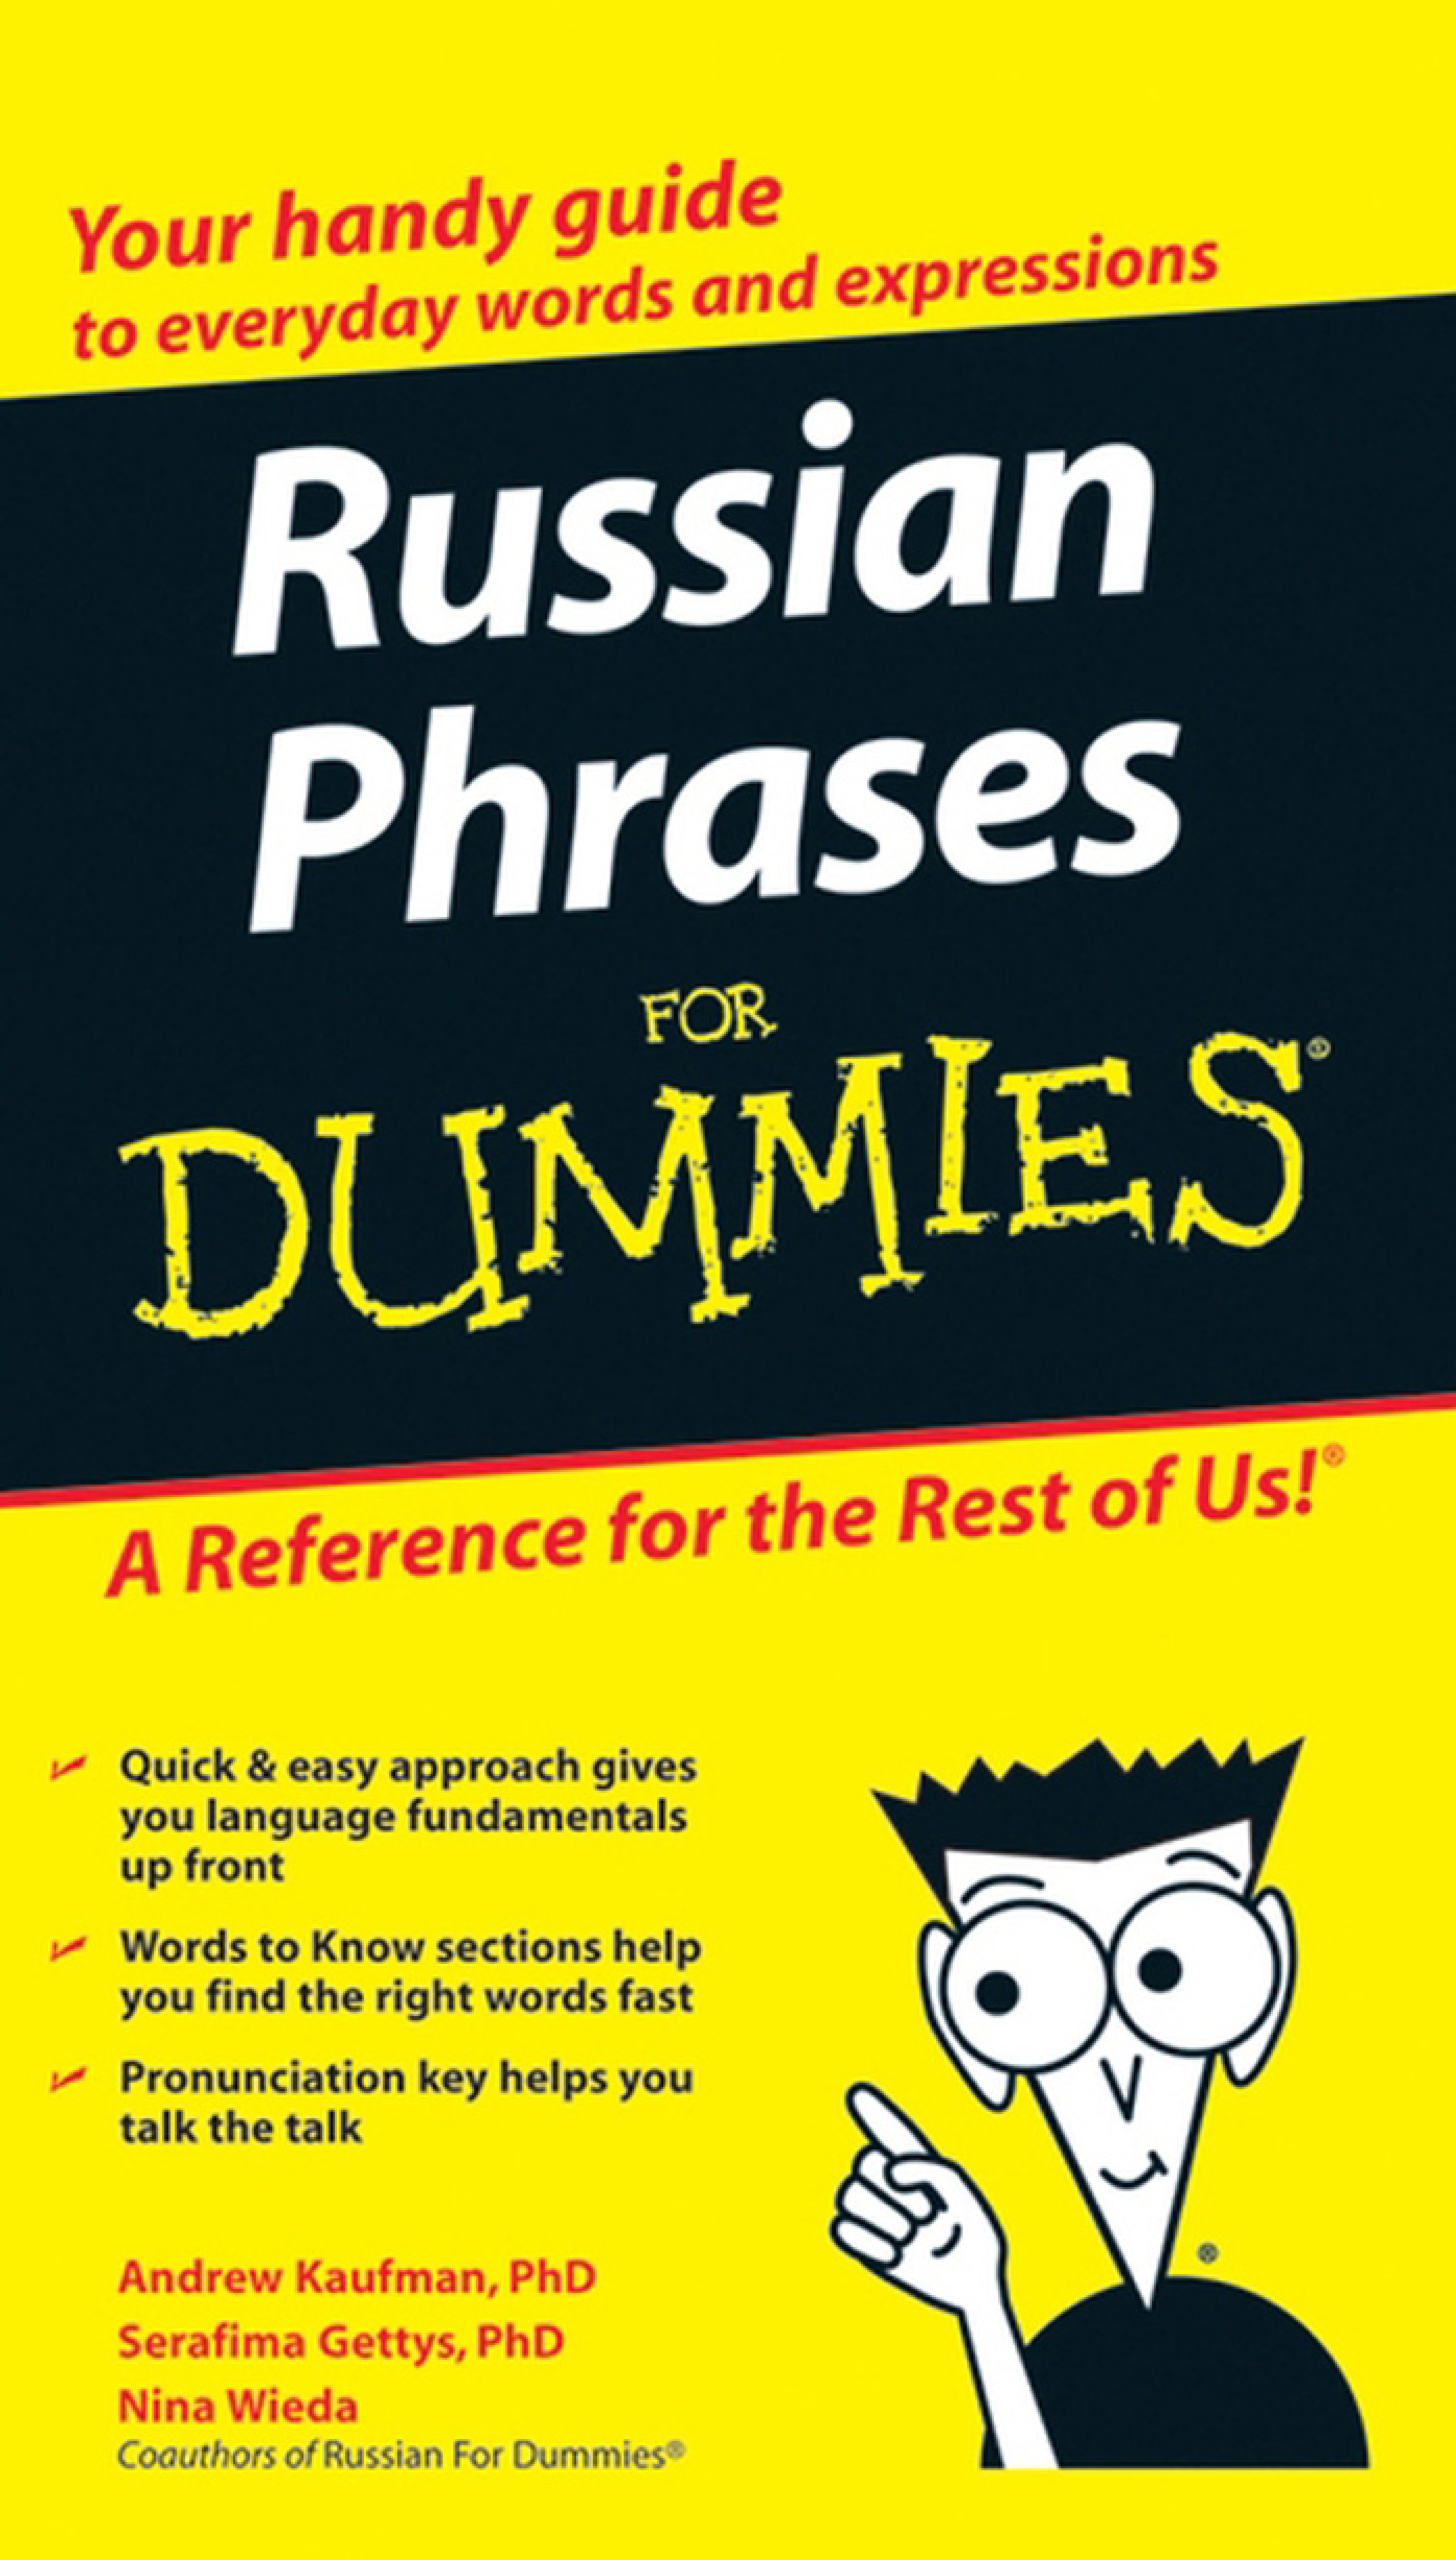 Your handy guide
to everyday words and expressions
Russian
Phrases
FOR
DUMMIES®
A Reference for the Rest of Us!®
Quick & easy approach gives
you language fundamentals
up front
Words to Know sections help
you find the right words fast
Pronunciation key helps you
talk the talk
®
Andrew Kaufman, PhD
Serafima Gettys, PhD
Nina Wieda
Coauthors of Russian For Dummies®